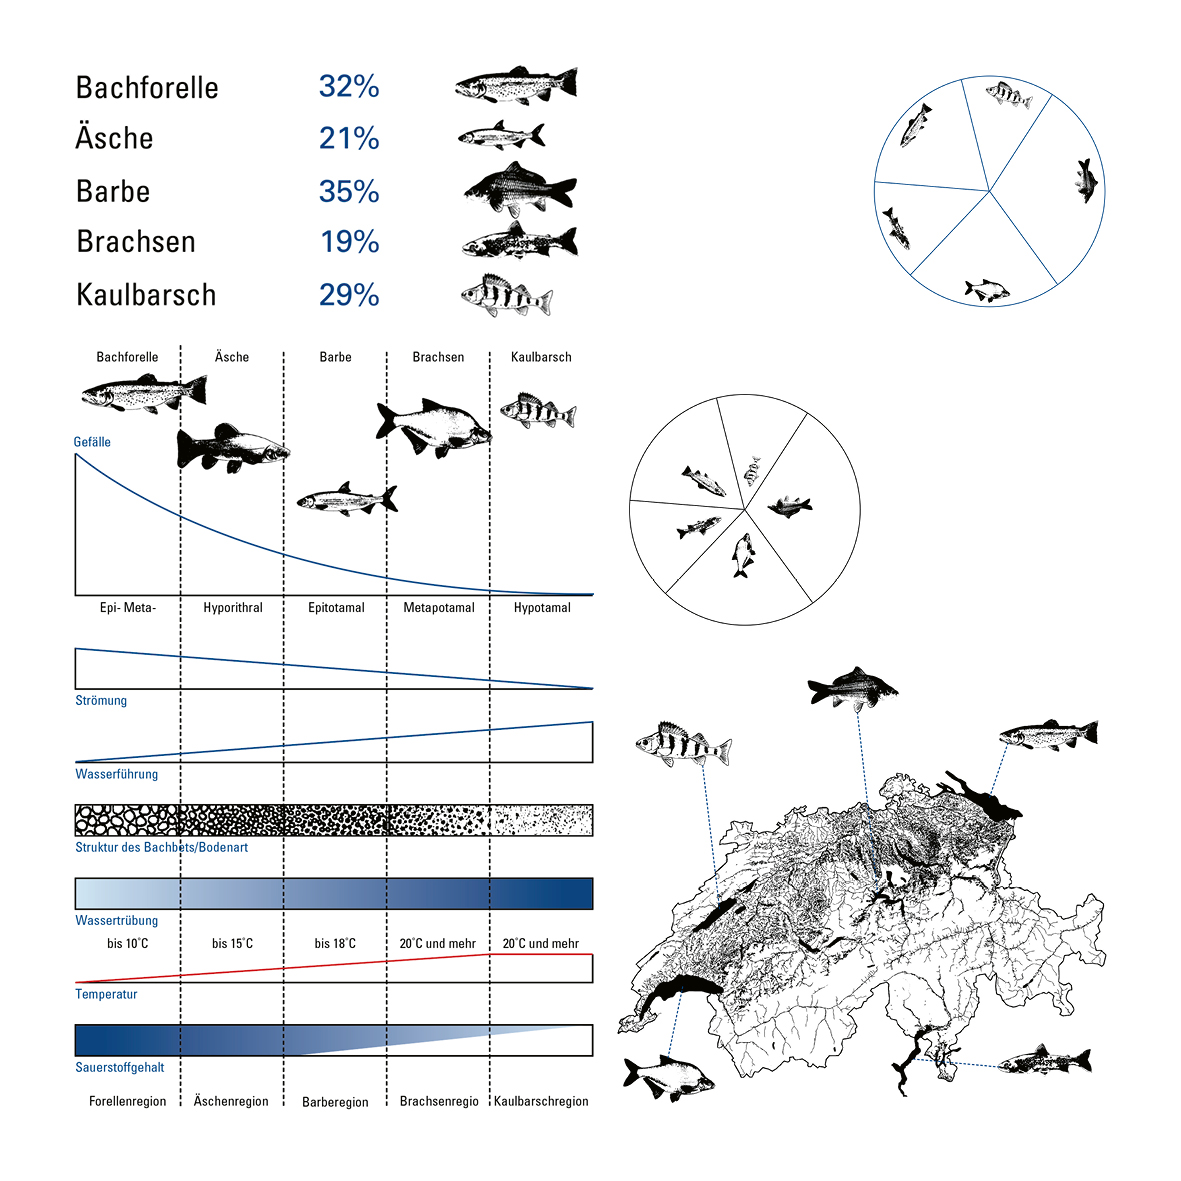 Bachforelle 32%
Äsche 21%
Barbe 35%
Brachsen 19%
Kaulbarsch 29%
Bachforelle Äsche Barbe Brachsen Kaulbarsch
Gefälle
Epi- Meta- Hyporithral Epitotamal Metapotamal Hypotamal
Strömung
Wasserführung
Struktur des Bachbets/Bodenart
Wassertrübung
bis 10°C bis 15°C bis 18°C 20°C und mehr 20°C und mehr
Temperatur
Sauerstoffgehalt
Forellenregion Äschenregion Barberegion Brachsenregio Kaulbarschregion